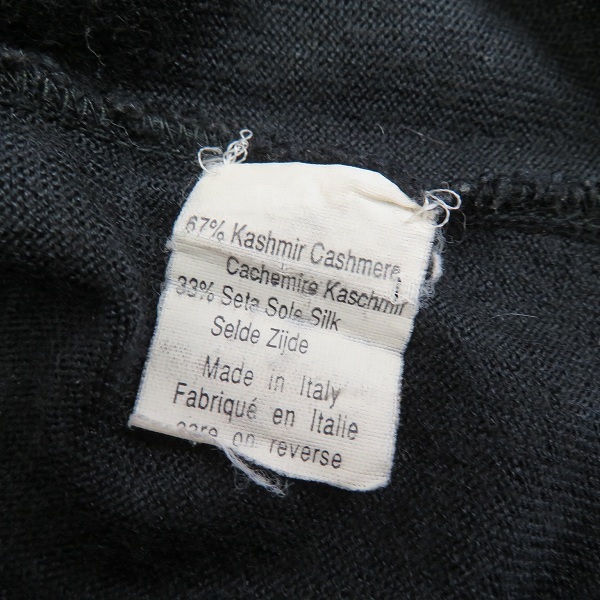 67% Kashmir Cashmere
Cachemire Kaschmir
33% Seta Soie Silk
Selde Zijde
Made in Italy
Fabriqué en Italie
care on reverse